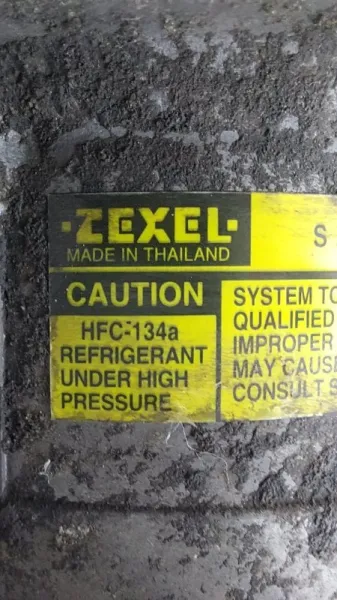 ·ZEXEL·
MADE IN THAILAND
S
CAUTION
HFC-134a
REFRIGERANT
UNDER HIGH
PRESSURE
SYSTEM TO
QUALIFIED
IMPROPER
MAY CAUSE
CONSULT S